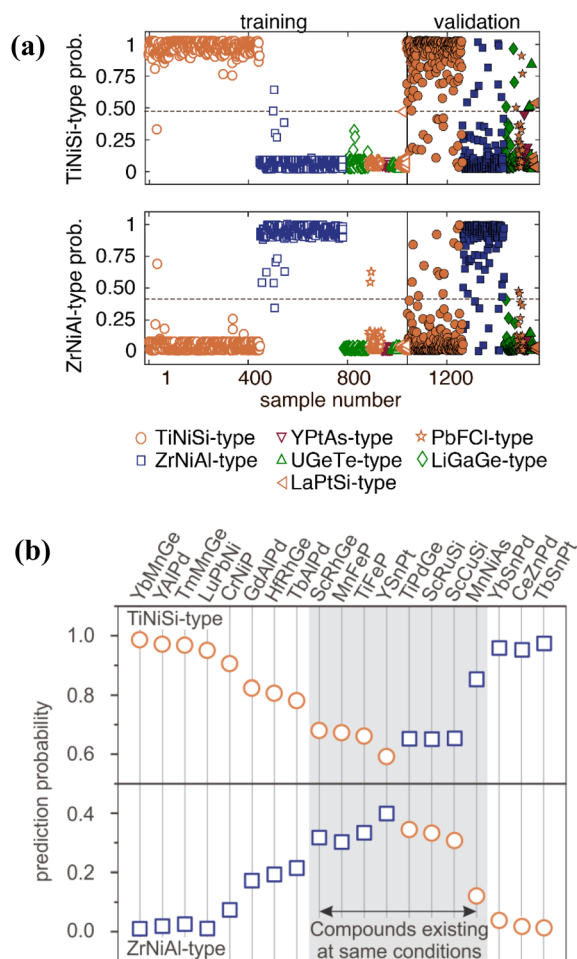 (a)
training
validation
TiNiSi-type prob.
1
0.75
0.50
0.25
0
ZrNiAl-type prob.
1
0.75
0.50
0.25
0
1
400
800
1200
sample number
TiNiSi-type
YPtAs-type
PbFCl-type
ZrNiAl-type
UGeTe-type
LiGaGe-type
LaPtSi-type
(b)
YbMnGe
YAlPd
TmMnGe
LuPbNi
CrNiP
GdAlPd
HfRhGe
TbAlPd
ScRhGe
MnFeP
TiFeP
YSnPt
TiPdGe
ScRuSi
ScCuSi
MnNiAs
YbSnPd
CeZnPd
TbSnPt
TiNiSi-type
1.0
0.8
0.6
prediction probability
0.4
0.2
0.0
Compounds existing
at same conditions
ZrNiAl-type